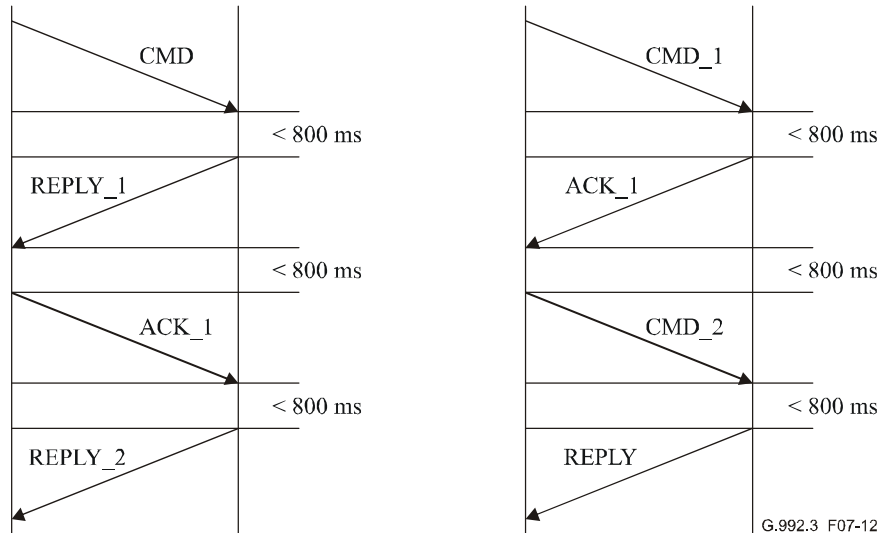 CMD
< 800 ms
REPLY_1
< 800 ms
ACK_1
< 800 ms
REPLY_2
CMD_1
< 800 ms
ACK_1
< 800 ms
CMD_2
< 800 ms
REPLY
G.992.3 F07-12